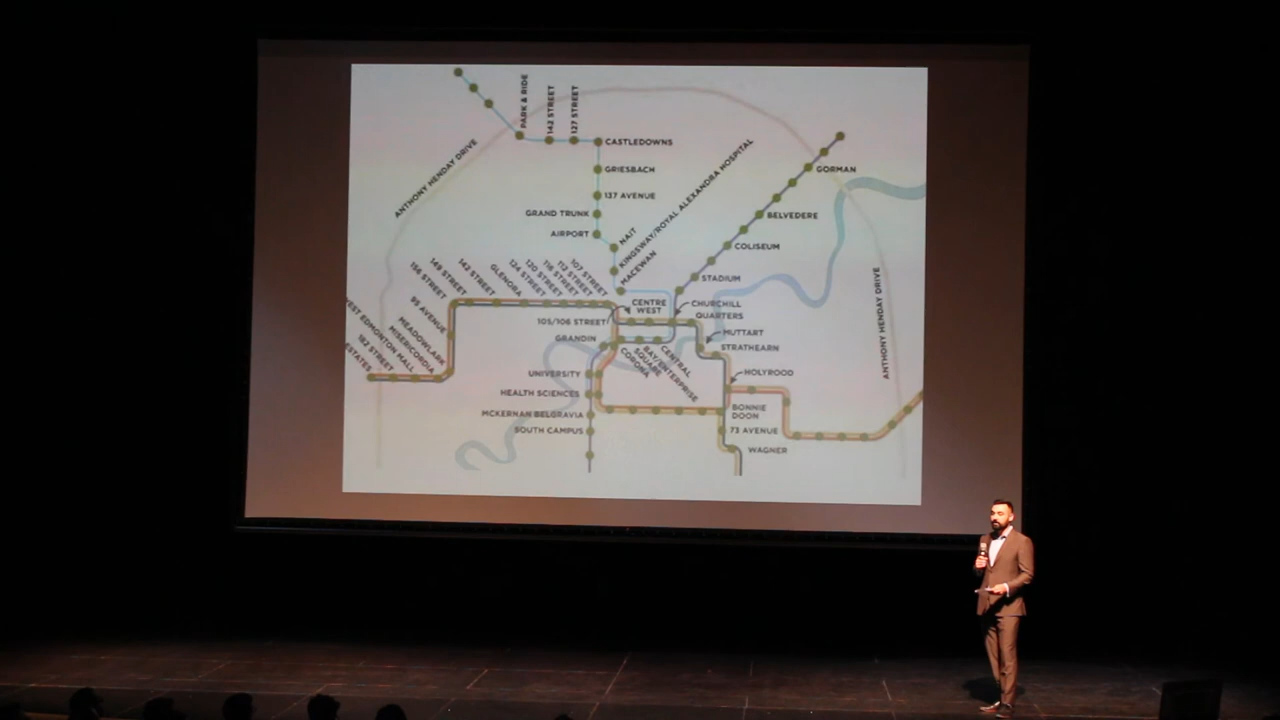 PARK & RIDE
142 STREET
127 STREET
CASTLEDOWNS
ANTHONY HENDAY DRIVE
GRIESBACH
GORMAN
137 AVENUE
GRAND TRUNK
BELVEDERE
AIRPORT
NAIT
KINGSWAY/ROYAL ALEXANDRA HOSPITAL
MACEWAN
COLISEUM
STADIUM
156 STREET
149 STREET
142 STREET
GLENORA
124 STREET
120 STREET
116 STREET
112 STREET
107 STREET
CENTRE
WEST
CHURCHILL
QUARTERS
105/106 STREET
ANTHONY HENDAY DRIVE
95 AVENUE
MEADOWLARK
MISERICORDIA
EST EDMONTON MALL
182 STREET
ESTATES
GRANDIN
CORONA
BAY/ENTERPRISE
SQUARE
CENTRAL
MUTTART
STRATHEARN
UNIVERSITY
HOLYROOD
HEALTH SCIENCES
MCKERNAN BELGRAVIA
BONNIE
DOON
SOUTH CAMPUS
73 AVENUE
WAGNER